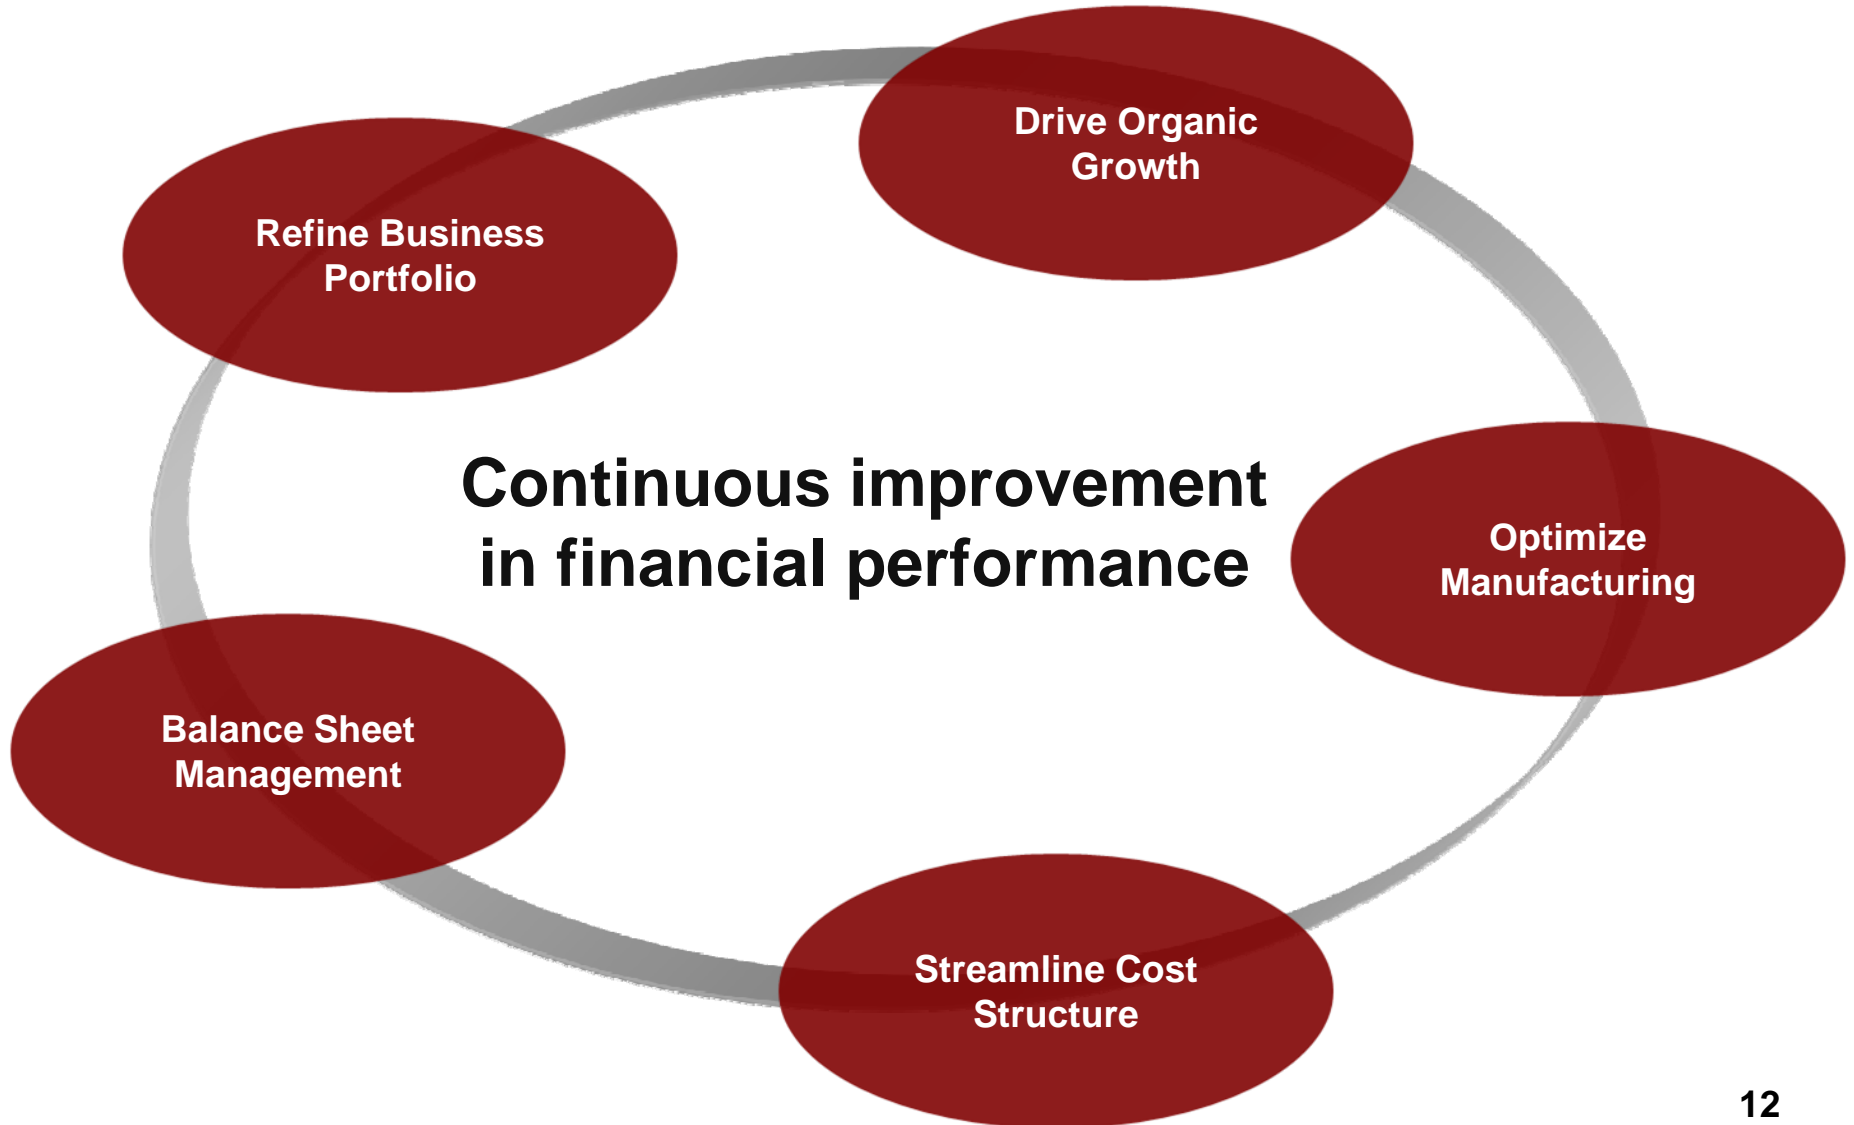 Drive Organic
Growth
Refine Business
Portfolio
Continuous improvement
in financial performance
Optimize
Manufacturing
Balance Sheet
Management
Streamline Cost
Structure
12